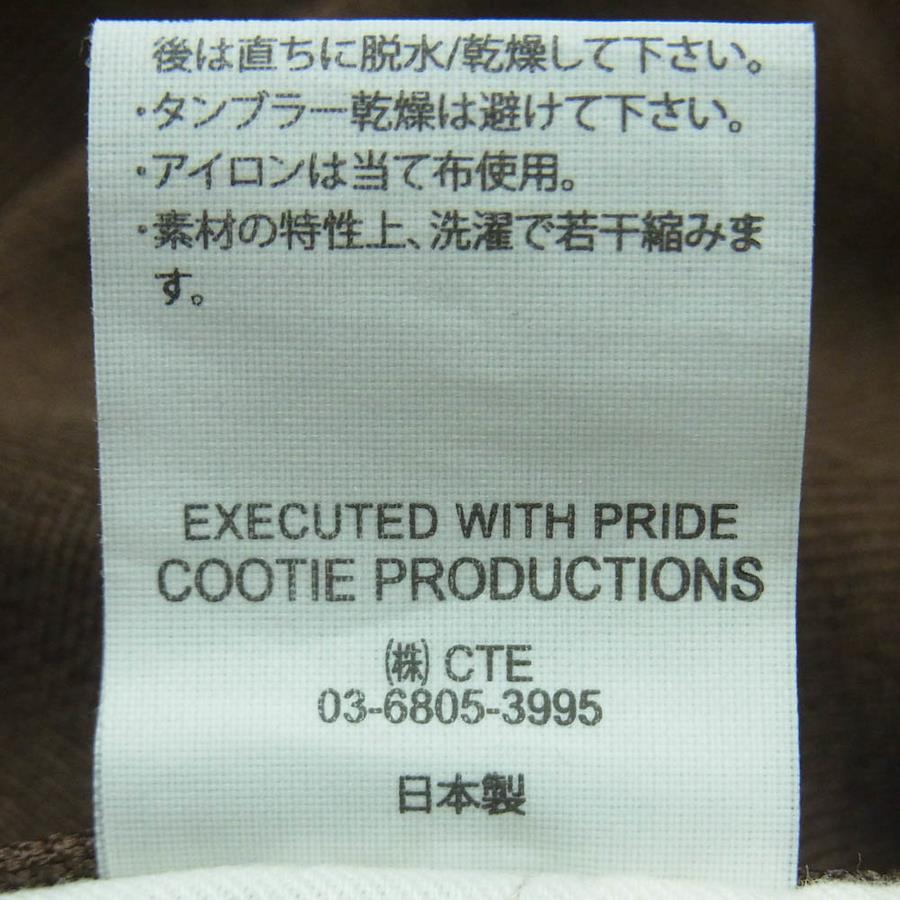 後は直ちに脱水/乾燥して下さい。
・タンブラー乾燥は避けて下さい。
・アイロンは当て布使用。
・素材の特性上、洗濯で若干縮みま
す。
EXECUTED WITH PRIDE
COOTIE PRODUCTIONS
㈱ CTE
03-6805-3995
日本製